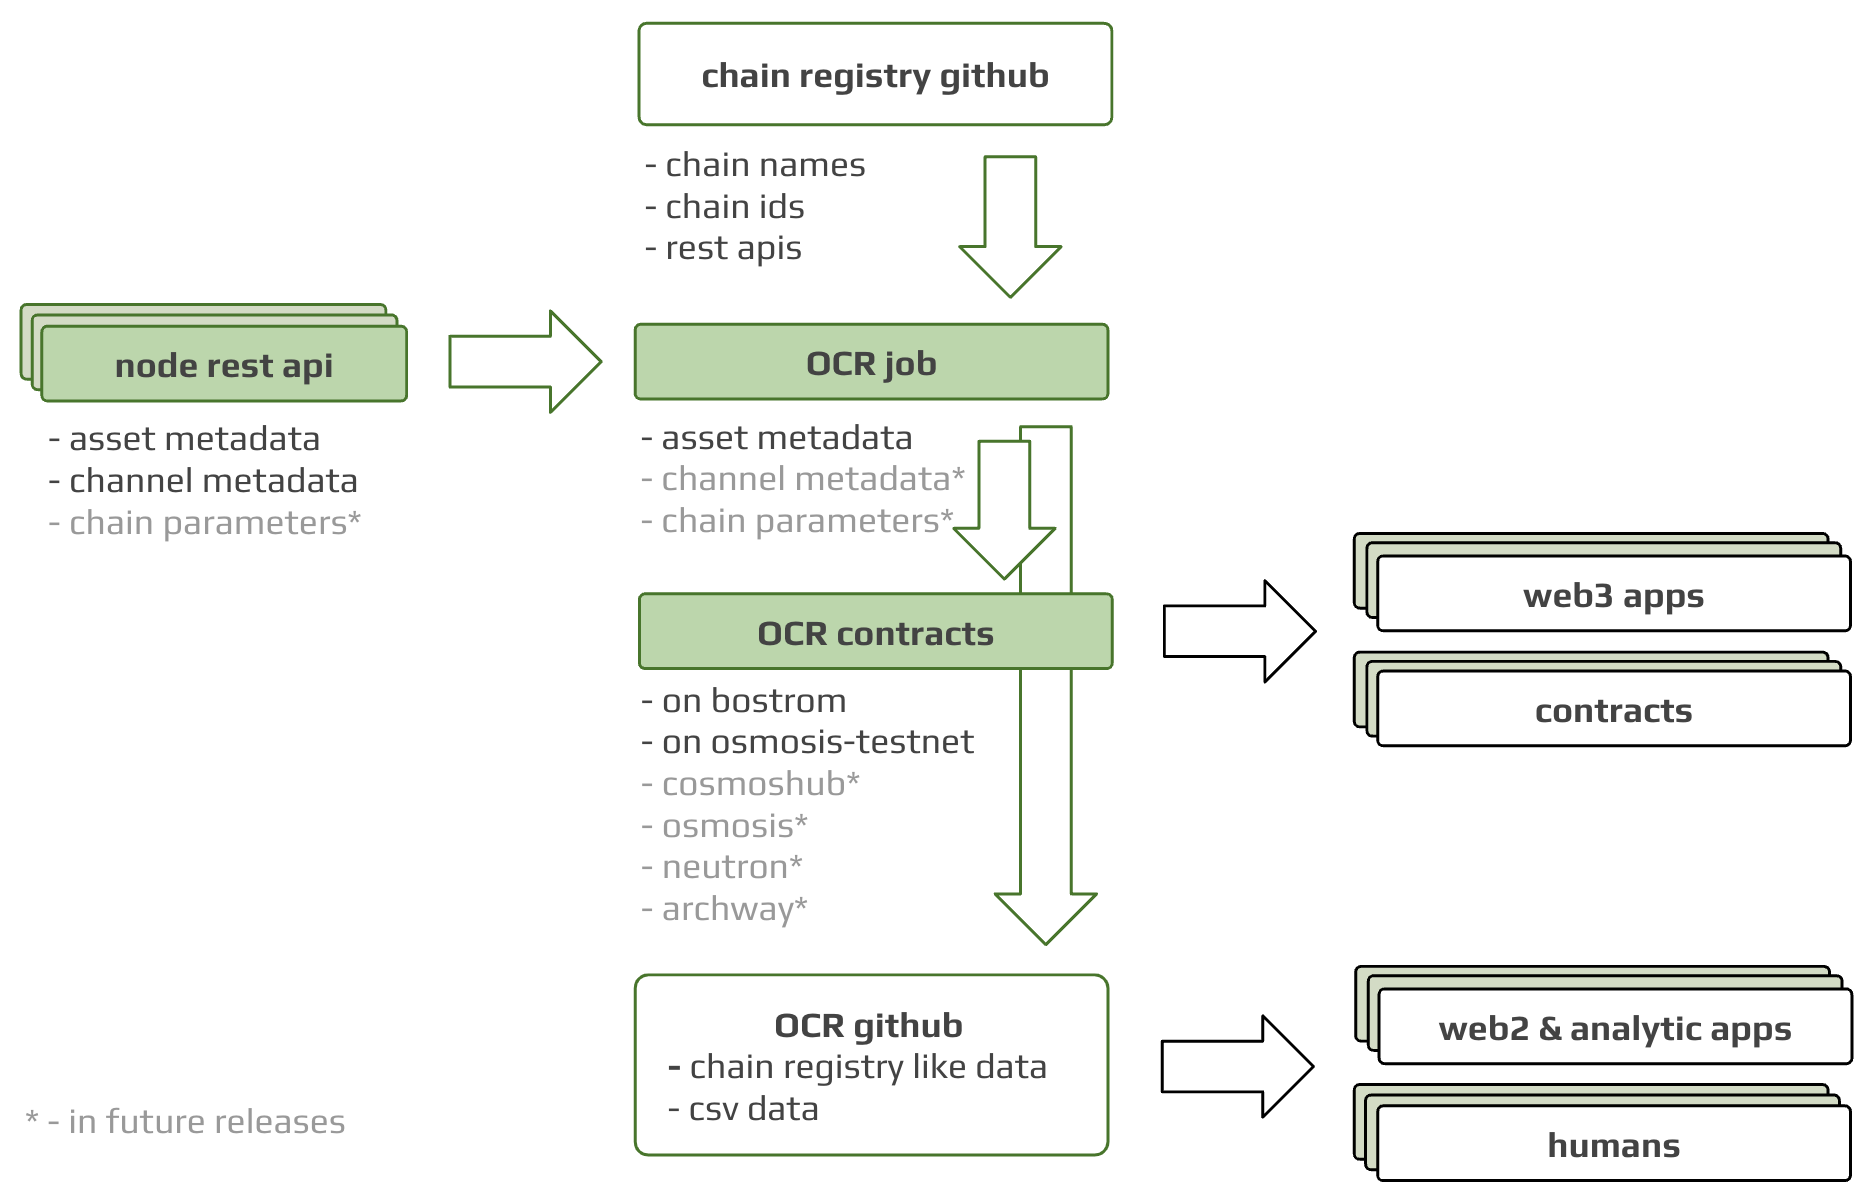 chain registry github
- chain names
- chain ids
- rest apis
node rest api
- asset metadata
- channel metadata
- chain parameters*
OCR job
- asset metadata
- channel metadata*
- chain parameters*
OCR contracts
- on bostrom
- on osmosis-testnet
- cosmoshub*
- osmosis*
- neutron*
- archway*
web3 apps
contracts
OCR github
- chain registry like data
- csv data
web2 & analytic apps
humans
* - in future releases